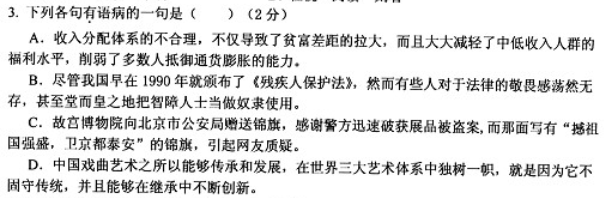 3. 下列各句有语病的一句是（　　）（2 分）
A．收入分配体系的不合理，不仅导致了贫富差距的拉大，而且大大减轻了中低收入人群的
福利水平，削弱了多数人抵御通货膨胀的能力。
B．尽管我国早在 1990 年就颁布了《残疾人保护法》，然而有些人对于法律的敬畏感荡然无
存，甚至堂而皇之地把智障人士当做奴隶使用。
C．故宫博物院向北京市公安局赠送锦旗，感谢警方迅速破获展品被盗案，而那面写有“撼祖
国强盛，卫京都泰安”的锦旗，引起网友质疑。
D．中国戏曲艺术之所以能够传承和发展，在世界三大艺术体系中独树一帜，就是因为它不
固守传统，并且能够在继承中不断创新。